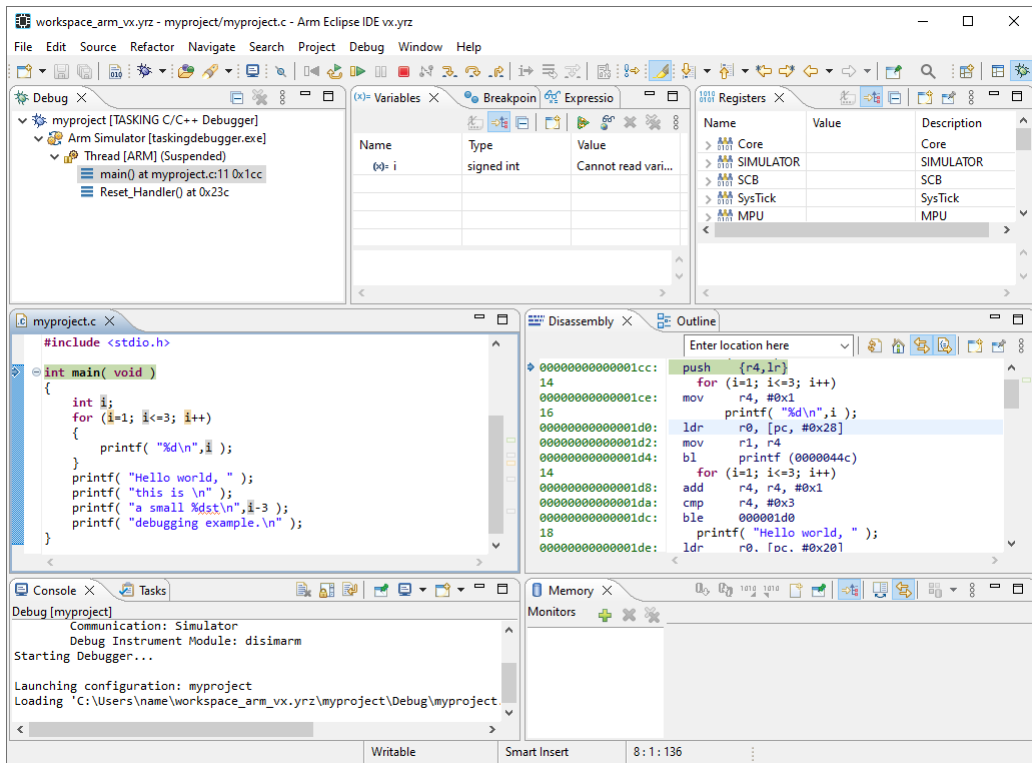 workspace_arm_vx.yrz - myproject/myproject.c - Arm Eclipse IDE vx.yrz
File Edit Source Refactor Navigate Search Project Debug Window Help
Debug
myproject [TASKING C/C++ Debugger]
Arm Simulator [taskingdebugger.exe]
Thread [ARM] (Suspended)
main() at myproject.c:11 0x1cc
Reset_Handler() at 0x23c
(x)= Variables Breakpoin Expressio
Name Type Value
(x)= i signed int Cannot read vari...
Registers
Name Value Description
Core Core
SIMULATOR SIMULATOR
SCB SCB
SysTick SysTick
MPU MPU
myproject.c
#include <stdio.h>
int main( void )
{
int i;
for (i=1; i<=3; i++)
{
printf( "%d\n",i );
}
printf( "Hello world, " );
printf( "this is \n" );
printf( "a small %dst\n",i-3 );
printf( "debugging example.\n" );
}
Disassembly Outline
Enter location here
00000000000001cc: push {r4,lr}
14 for (i=1; i<=3; i++)
00000000000001ce: mov r4, #0x1
16 printf( "%d\n",i );
00000000000001d0: ldr r0, [pc, #0x28]
00000000000001d2: mov r1, r4
00000000000001d4: bl printf (0000044c)
14 for (i=1; i<=3; i++)
00000000000001d8: add r4, r4, #0x1
00000000000001da: cmp r4, #0x3
00000000000001dc: ble 000001d0
18 printf( "Hello world, " );
00000000000001de: ldr r0, [pc, #0x20]
Console Tasks
Debug [myproject]
Communication: Simulator
Debug Instrument Module: disimarm
Starting Debugger...
Launching configuration: myproject
Loading 'C:\Users\name\workspace_arm_vx.yrz\myproject\Debug\myproject.
Memory
Monitors
Writable Smart Insert 8 : 1 : 136